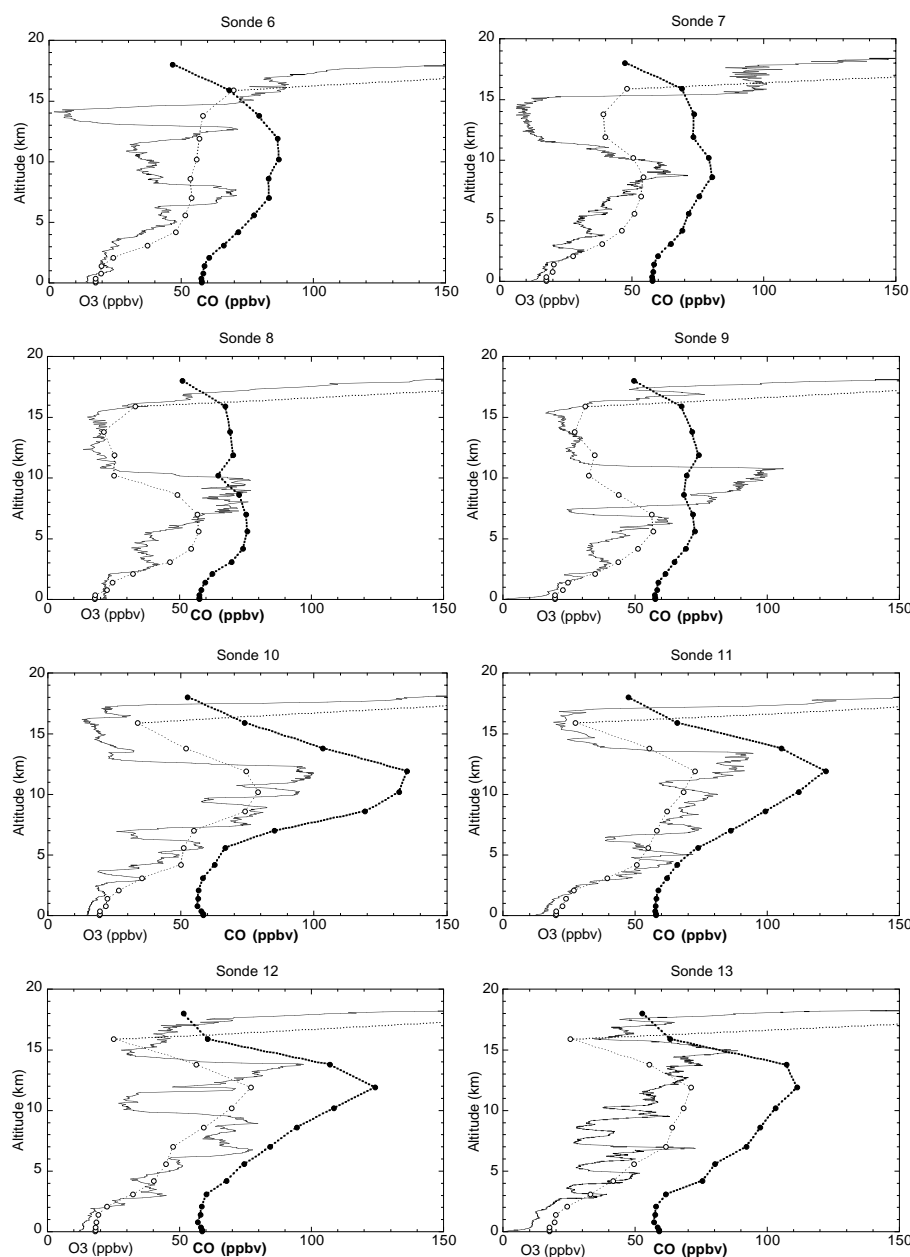 Sonde 6 Sonde 7
20 20
15 15
10 10
5 5
0 0
Altitude (km) Altitude (km)
0 50 100 150 0 50 100 150
O3 (ppbv) CO (ppbv) O3 (ppbv) CO (ppbv)
Sonde 8 Sonde 9
20 20
15 15
10 10
5 5
0 0
Altitude (km) Altitude (km)
0 50 100 150 0 50 100 150
O3 (ppbv) CO (ppbv) O3 (ppbv) CO (ppbv)
Sonde 10 Sonde 11
20 20
15 15
10 10
5 5
0 0
Altitude (km) Altitude (km)
0 50 100 150 0 50 100 150
O3 (ppbv) CO (ppbv) O3 (ppbv) CO (ppbv)
Sonde 12 Sonde 13
20 20
15 15
10 10
5 5
0 0
Altitude (km) Altitude (km)
0 50 100 150 0 50 100 150
O3 (ppbv) CO (ppbv) O3 (ppbv) CO (ppbv)